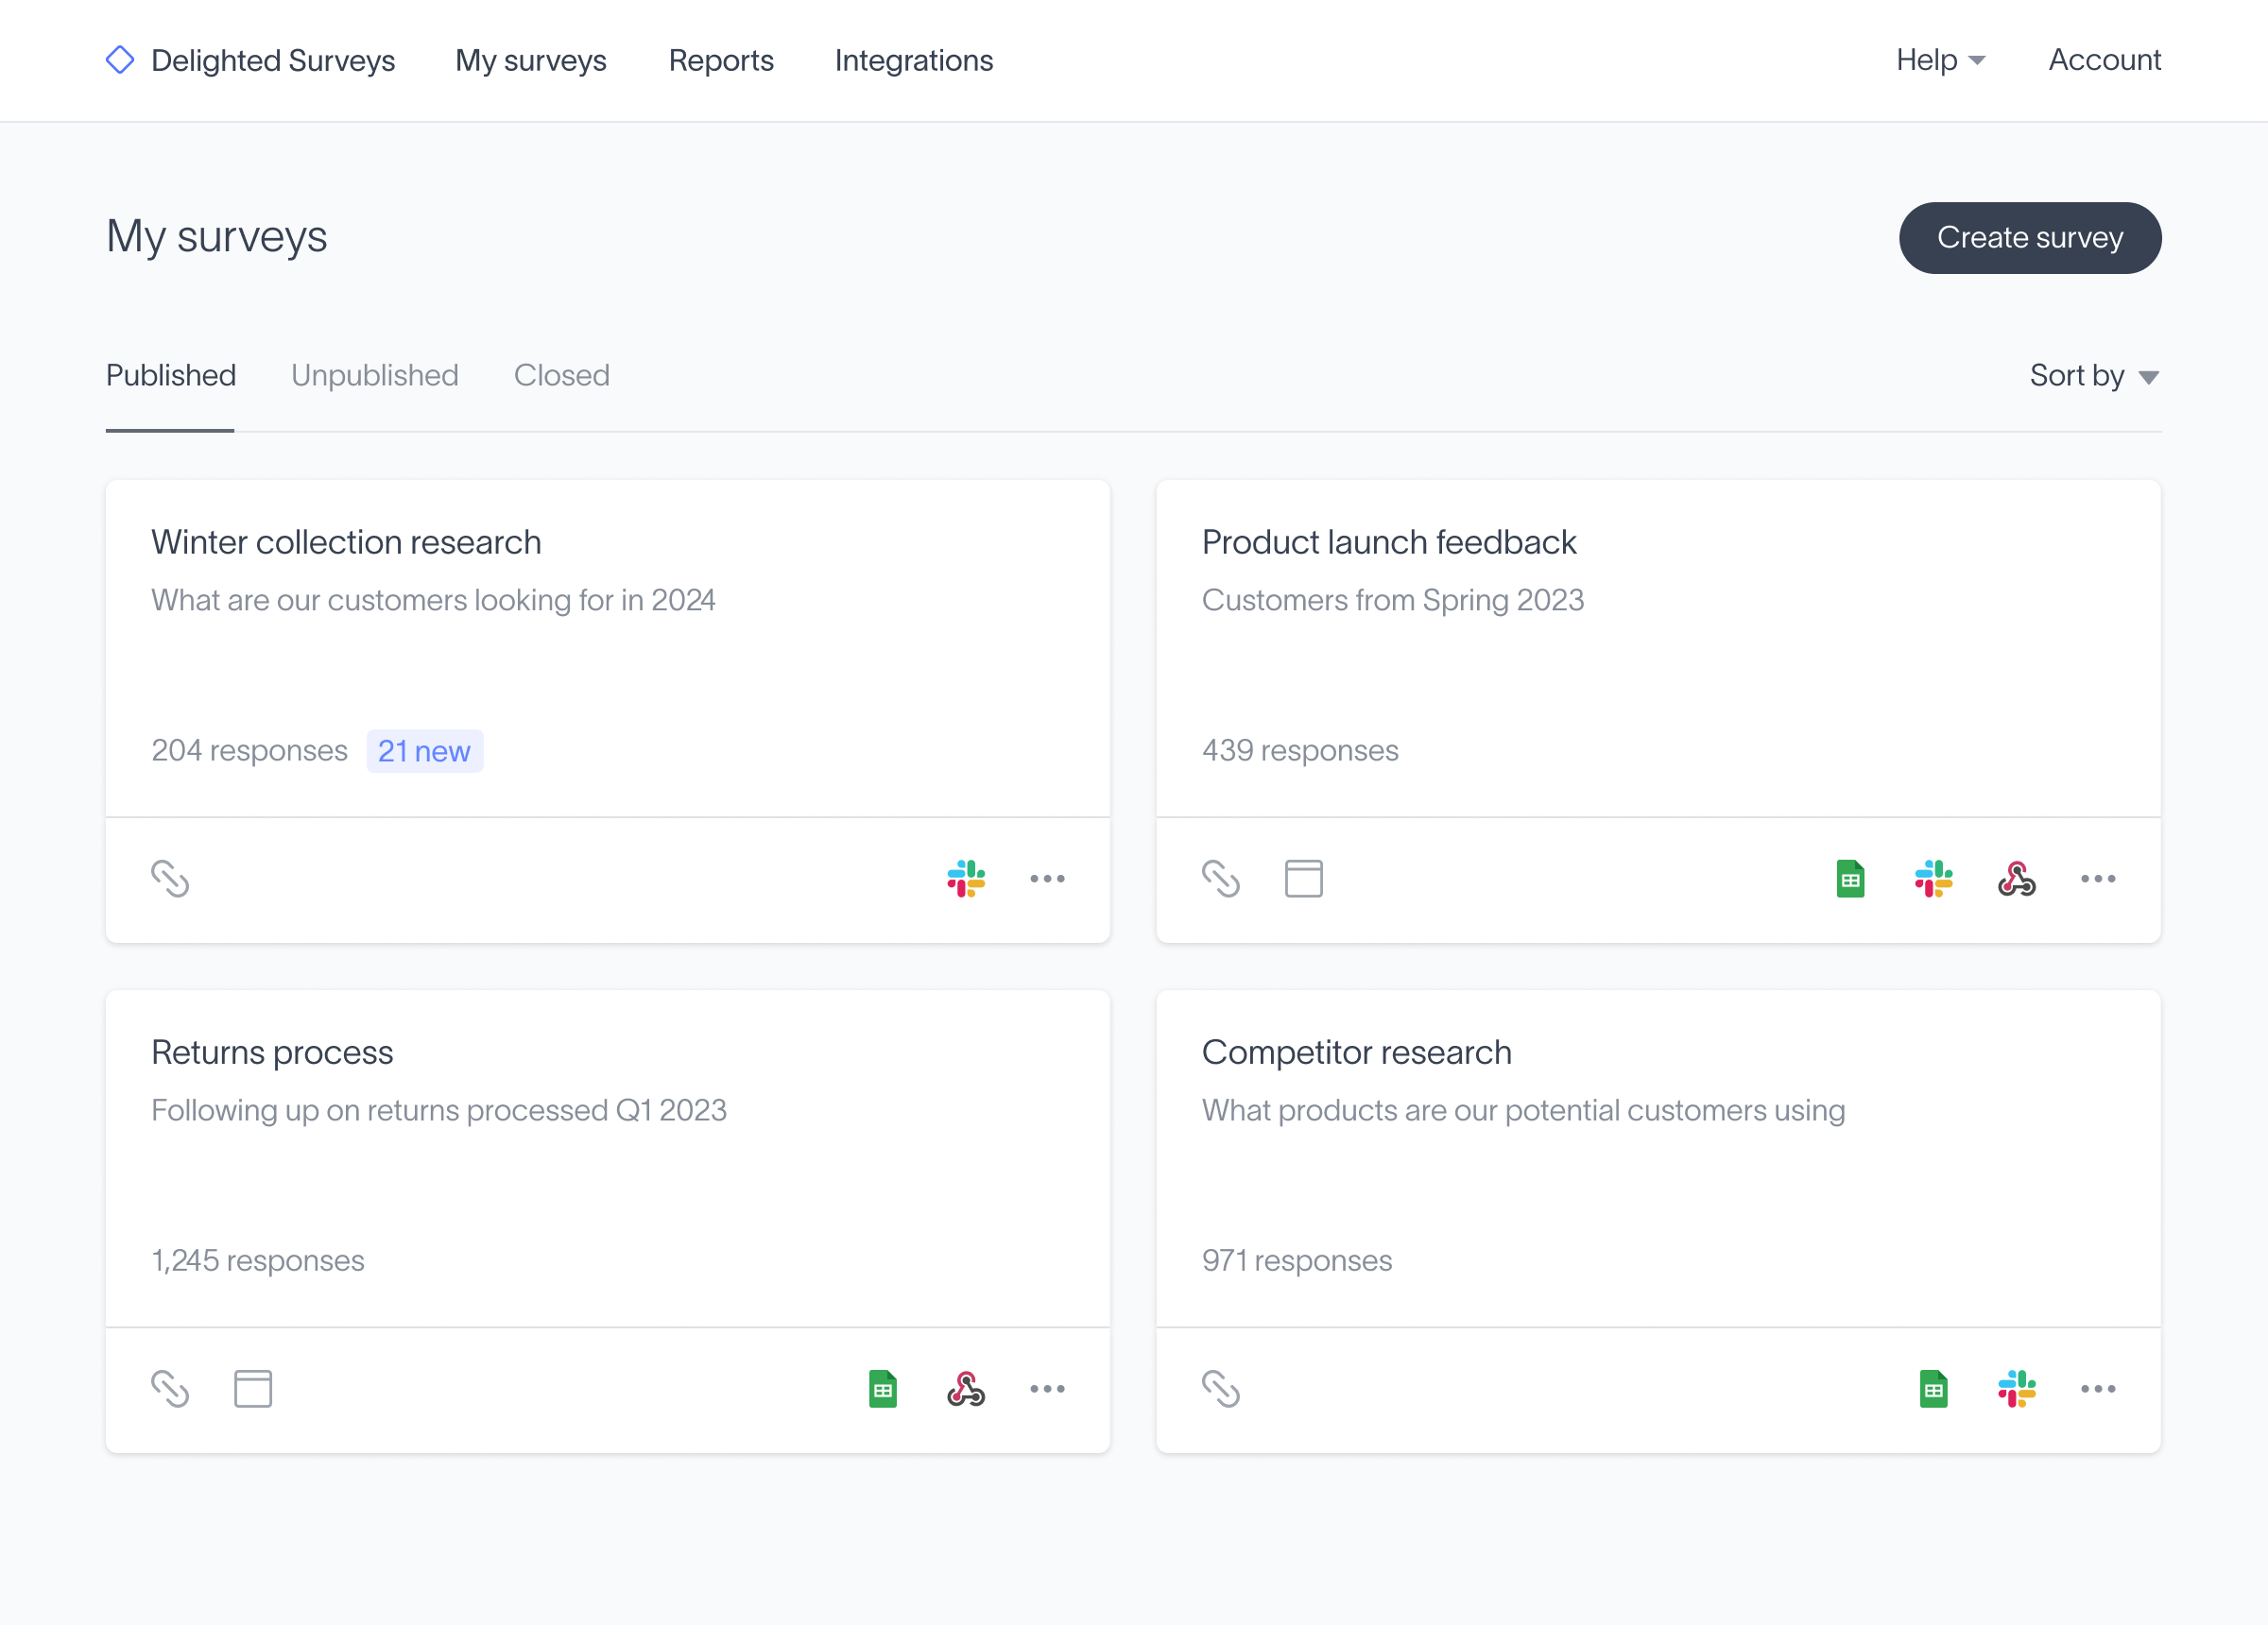 Delighted Surveys My surveys Reports Integrations Help Account
My surveys
Create survey
Published Unpublished Closed Sort by
Winter collection research
What are our customers looking for in 2024
204 responses 21 new
Product launch feedback
Customers from Spring 2023
439 responses
Returns process
Following up on returns processed Q1 2023
1,245 responses
Competitor research
What products are our potential customers using
971 responses